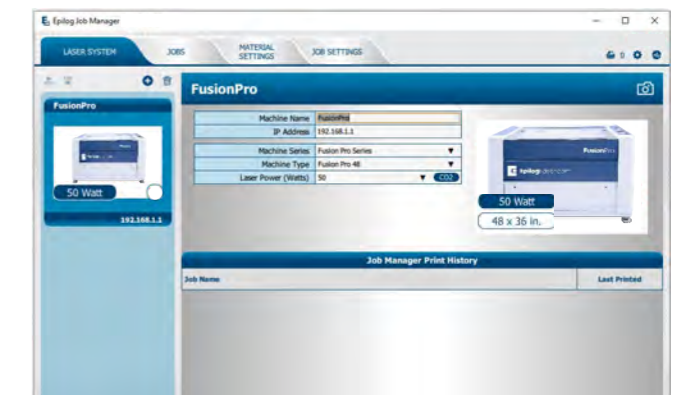 Epilog Job Manager
LASER SYSTEM
JOBS
MATERIAL SETTINGS
JOB SETTINGS
0
FusionPro
50 Watt
192.168.1.1
FusionPro
Machine Name FusionPro
IP Address 192.168.1.1
Machine Series Fusion Pro Series
Machine Type Fusion Pro 48
Laser Power (Watts) 50 CO2
FusionPro
50 Watt
48 x 36 in.
Job Manager Print History
Job Name Last Printed